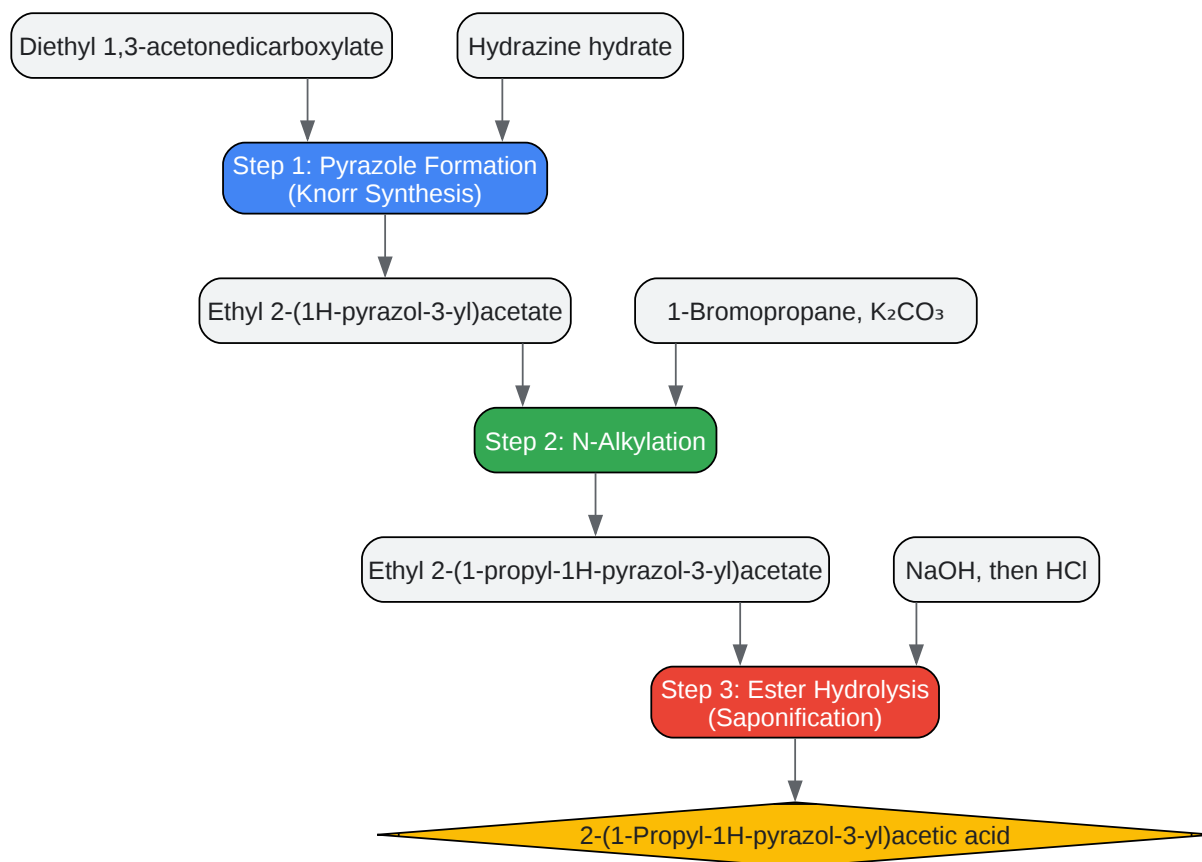 Diethyl 1,3-acetonedicarboxylate
Hydrazine hydrate
Step 1: Pyrazole Formation
(Knorr Synthesis)
Ethyl 2-(1H-pyrazol-3-yl)acetate
1-Bromopropane, K₂CO₃
Step 2: N-Alkylation
Ethyl 2-(1-propyl-1H-pyrazol-3-yl)acetate
NaOH, then HCl
Step 3: Ester Hydrolysis
(Saponification)
2-(1-Propyl-1H-pyrazol-3-yl)acetic acid